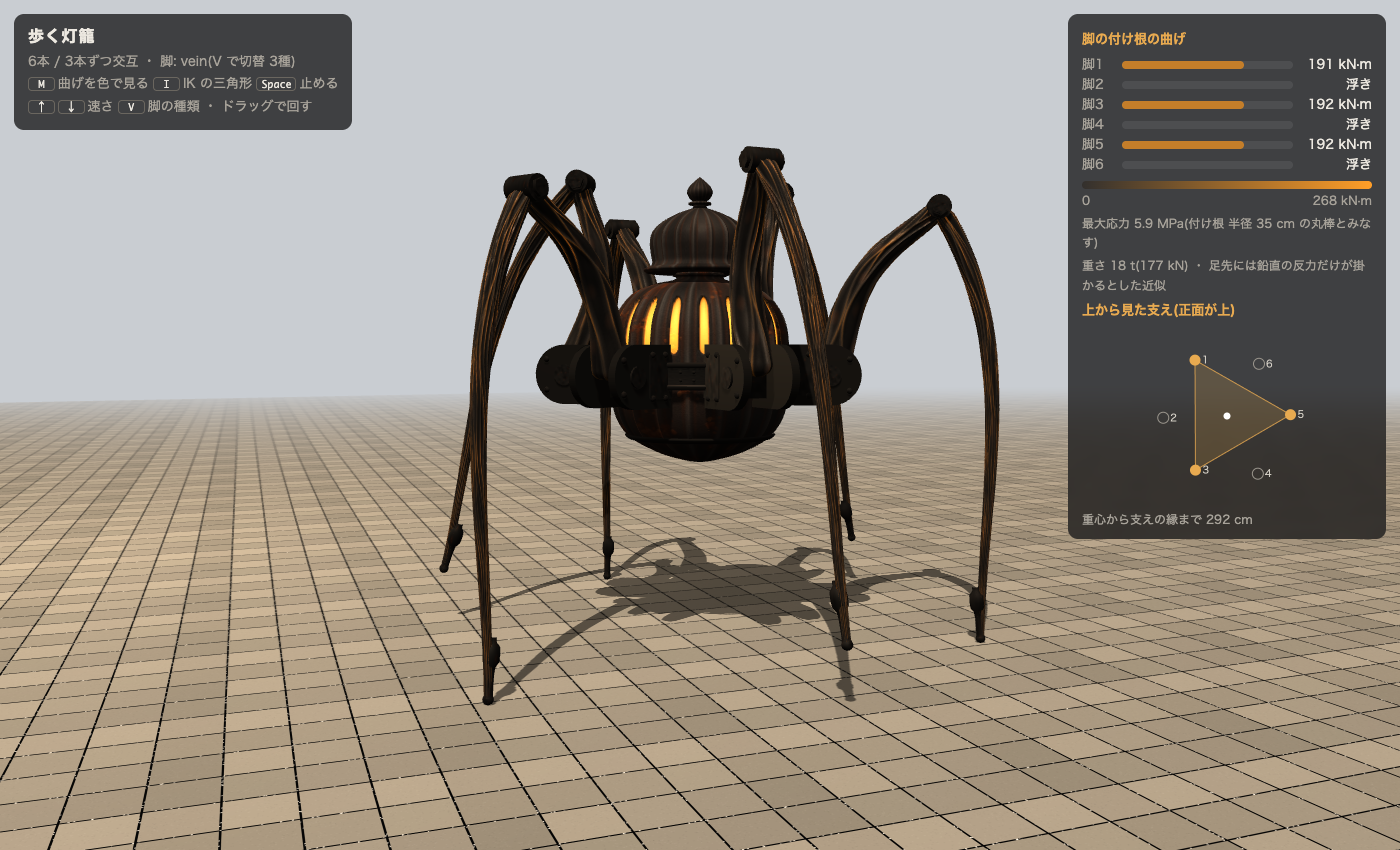 歩く灯籠
6本 / 3本ずつ交互 ・ 脚: vein(V で切替 3種)
M 曲げを色で見る I IK の三角形 Space 止める
↑ ↓ 速さ V 脚の種類 ・ ドラッグで回す
脚の付け根の曲げ
脚1 191 kN·m
脚2 浮き
脚3 192 kN·m
脚4 浮き
脚5 192 kN·m
脚6 浮き
0 268 kN·m
最大応力 5.9 MPa(付け根 半径 35 cm の丸棒とみな
す)
重さ 18 t(177 kN) ・ 足先には鉛直の反力だけが掛
かるとした近似
上から見た支え(正面が上)
1
6
2
5
3
4
重心から支えの縁まで 292 cm